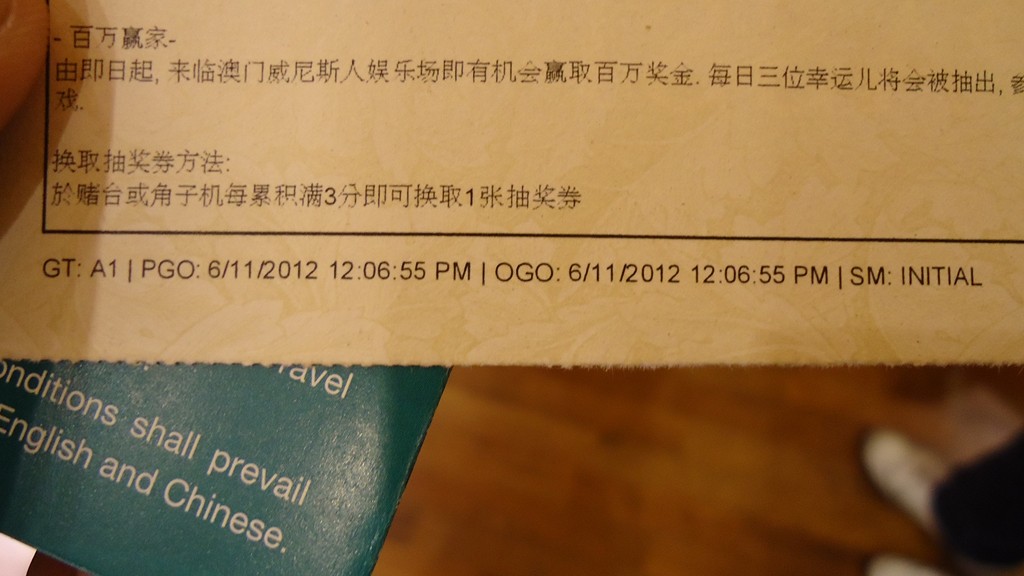 - 百万赢家-
由即日起, 来临澳门威尼斯人娱乐场即有机会赢取百万奖金. 每日三位幸运儿将会被抽出, 参
戏.
换取抽奖券方法:
於赌台或角子机每累积满3分即可换取1张抽奖券
GT: A1 | PGO: 6/11/2012 12:06:55 PM | OGO: 6/11/2012 12:06:55 PM | SM: INITIAL
ravel
onditions shall prevail
English and Chinese.